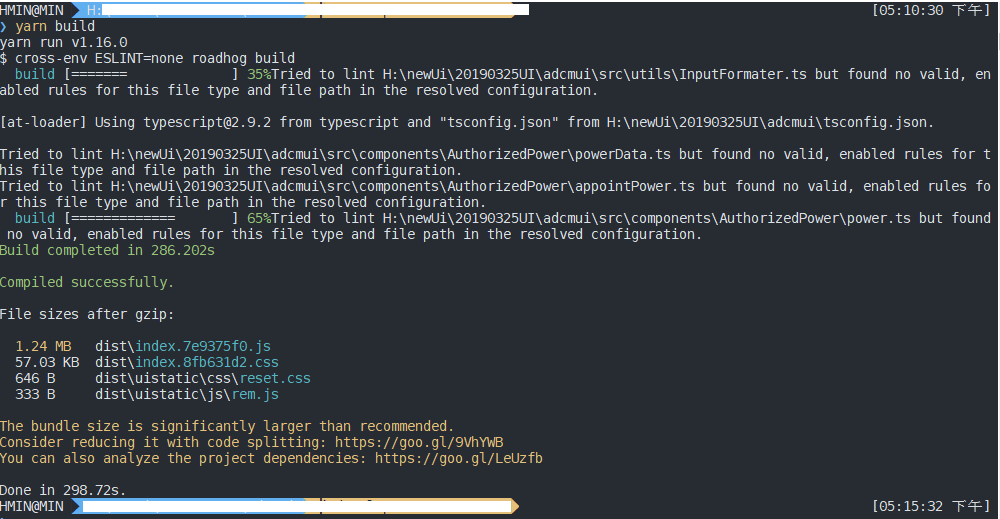 HMIN@MIN H: [05:10:30 下午]
❯ yarn build
yarn run v1.16.0
$ cross-env ESLINT=none roadhog build
build [======= ] 35%Tried to lint H:\newUi\20190325UI\adcmui\src\utils\InputFormater.ts but found no valid, en
abled rules for this file type and file path in the resolved configuration.
[at-loader] Using typescript@2.9.2 from typescript and "tsconfig.json" from H:\newUi\20190325UI\adcmui\tsconfig.json.
Tried to lint H:\newUi\20190325UI\adcmui\src\components\AuthorizedPower\powerData.ts but found no valid, enabled rules for t
his file type and file path in the resolved configuration.
Tried to lint H:\newUi\20190325UI\adcmui\src\components\AuthorizedPower\appointPower.ts but found no valid, enabled rules fo
r this file type and file path in the resolved configuration.
build [============= ] 65%Tried to lint H:\newUi\20190325UI\adcmui\src\components\AuthorizedPower\power.ts but found
no valid, enabled rules for this file type and file path in the resolved configuration.
Build completed in 286.202s
Compiled successfully.
File sizes after gzip:
1.24 MB dist\index.7e9375f0.js
57.03 KB dist\index.8fb631d2.css
646 B dist\uistatic\css\reset.css
333 B dist\uistatic\js\rem.js
The bundle size is significantly larger than recommended.
Consider reducing it with code splitting: https://goo.gl/9VhYWB
You can also analyze the project dependencies: https://goo.gl/LeUzfb
Done in 298.72s.
HMIN@MIN [05:15:32 下午]